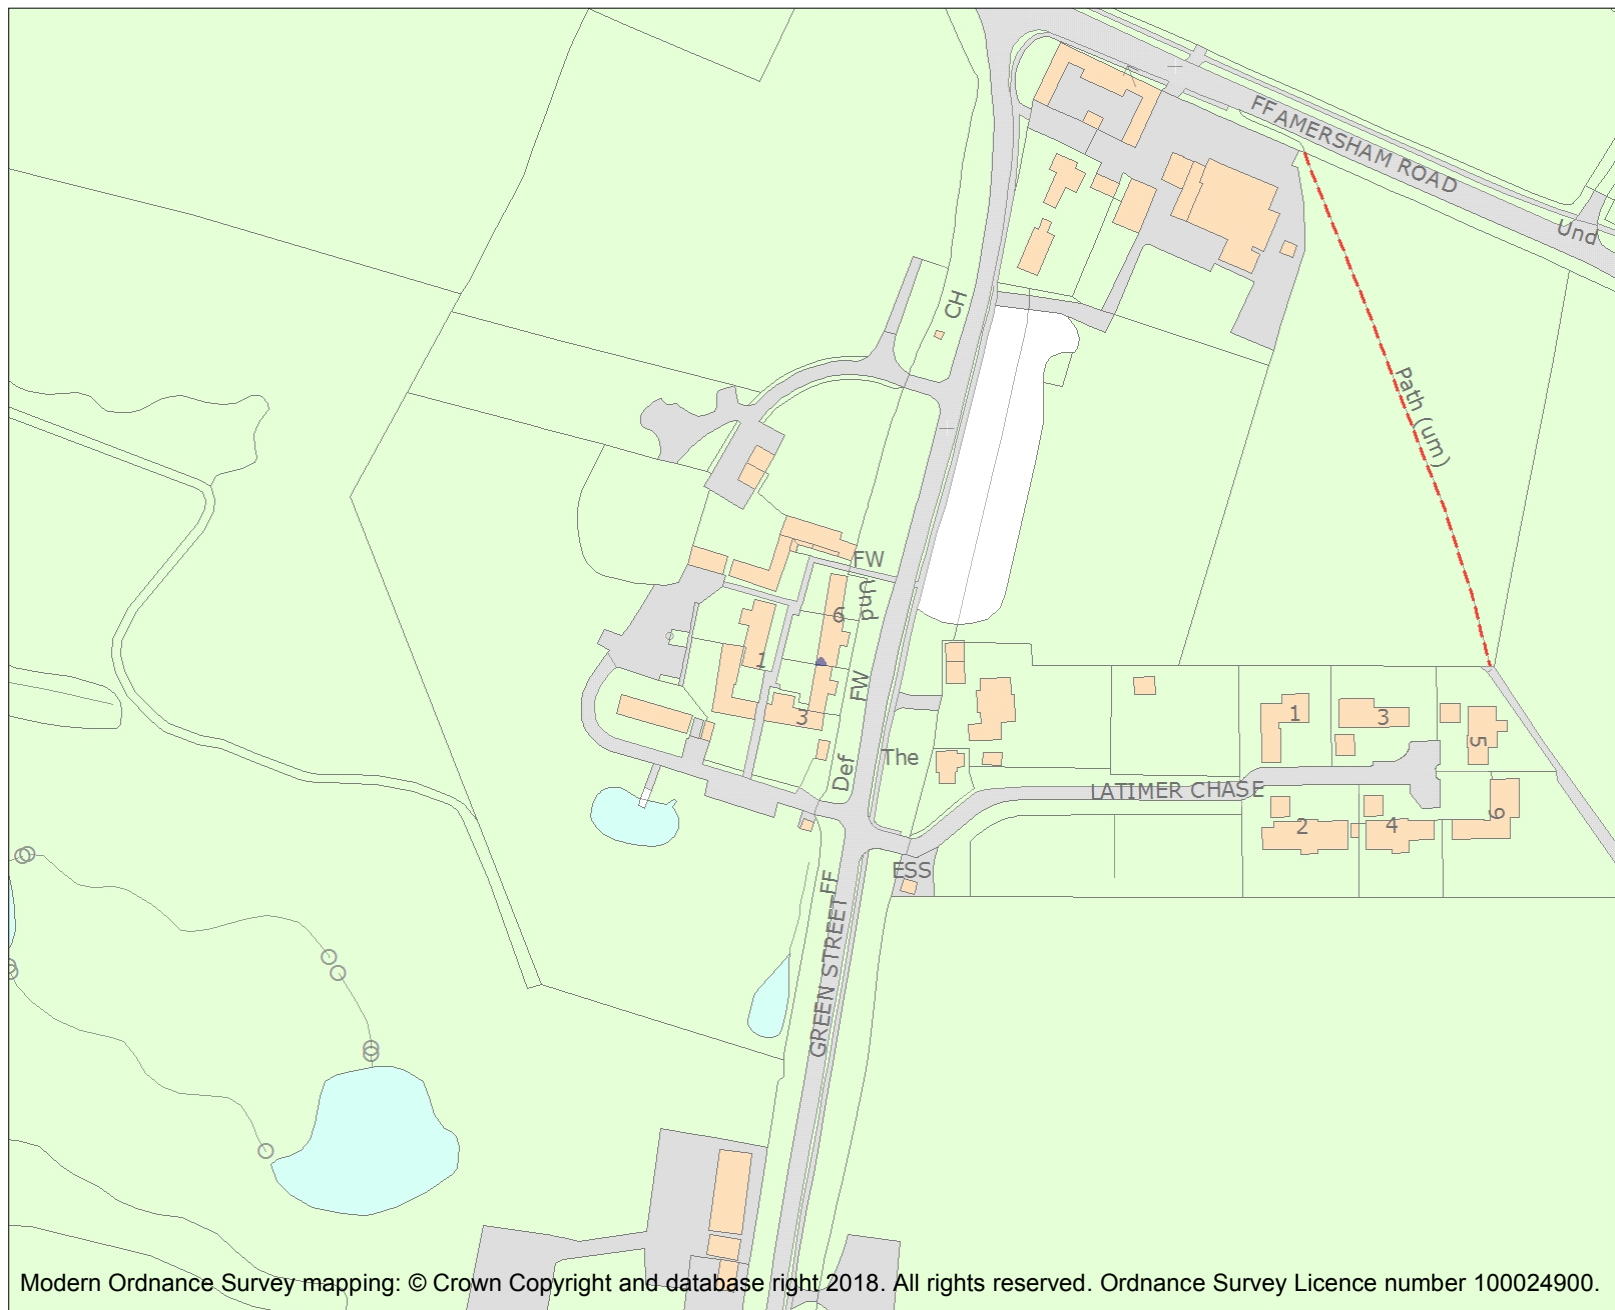 FF
AMERSHAM ROAD
Und
CH
Path (um)
FW
Und
6
1
FW
3
Def
The
1
3
5
LATIMER CHASE
2
4
6
ESS
FF
GREEN STREET
Modern Ordnance Survey mapping: © Crown Copyright and database right 2018. All rights reserved. Ordnance Survey Licence number 100024900.